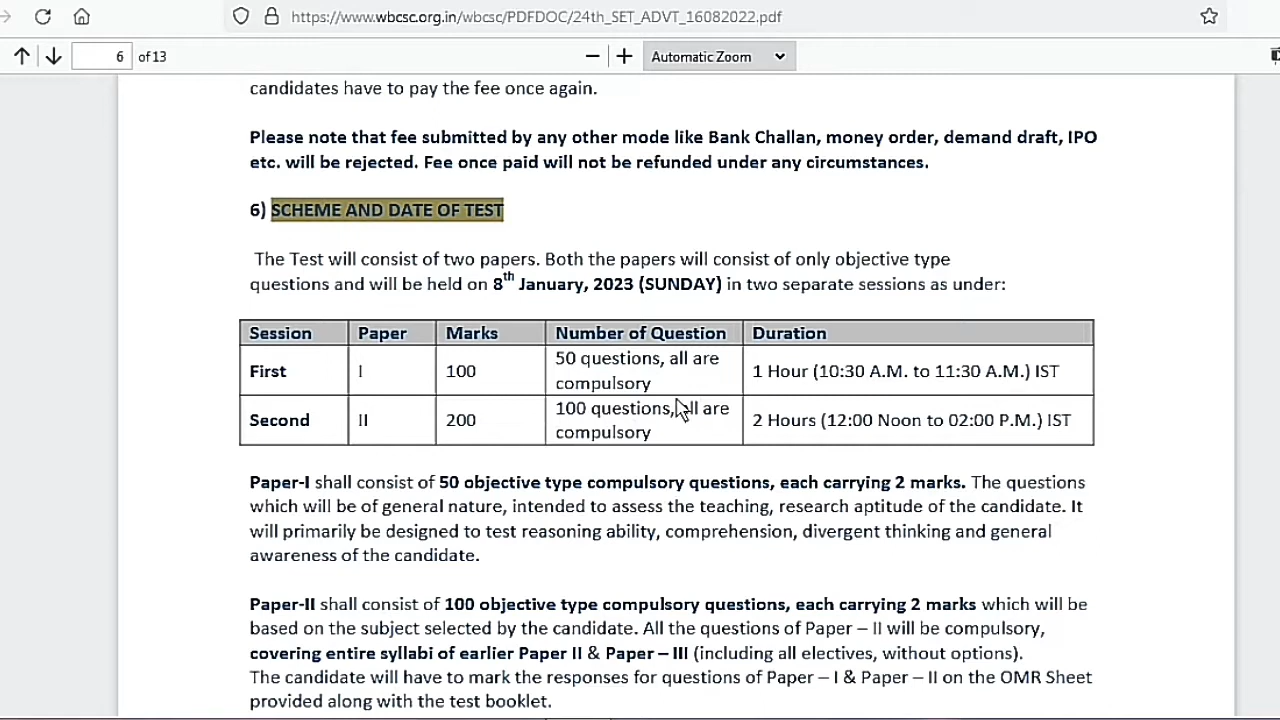 https://www.wbcsc.org.in/wbcsc/PDFDOC/24th_SET_ADVT_16082022.pdf
6 of 13
Automatic Zoom
candidates have to pay the fee once again.
Please note that fee submitted by any other mode like Bank Challan, money order, demand draft, IPO
etc. will be rejected. Fee once paid will not be refunded under any circumstances.
6) SCHEME AND DATE OF TEST
The Test will consist of two papers. Both the papers will consist of only objective type
questions and will be held on 8th January, 2023 (SUNDAY) in two separate sessions as under:
Session Paper Marks Number of Question Duration
First I 100 50 questions, all are compulsory 1 Hour (10:30 A.M. to 11:30 A.M.) IST
Second II 200 100 questions, all are compulsory 2 Hours (12:00 Noon to 02:00 P.M.) IST
Paper-I shall consist of 50 objective type compulsory questions, each carrying 2 marks. The questions
which will be of general nature, intended to assess the teaching, research aptitude of the candidate. It
will primarily be designed to test reasoning ability, comprehension, divergent thinking and general
awareness of the candidate.
Paper-II shall consist of 100 objective type compulsory questions, each carrying 2 marks which will be
based on the subject selected by the candidate. All the questions of Paper – II will be compulsory,
covering entire syllabi of earlier Paper II & Paper – III (including all electives, without options).
The candidate will have to mark the responses for questions of Paper – I & Paper – II on the OMR Sheet
provided along with the test booklet.